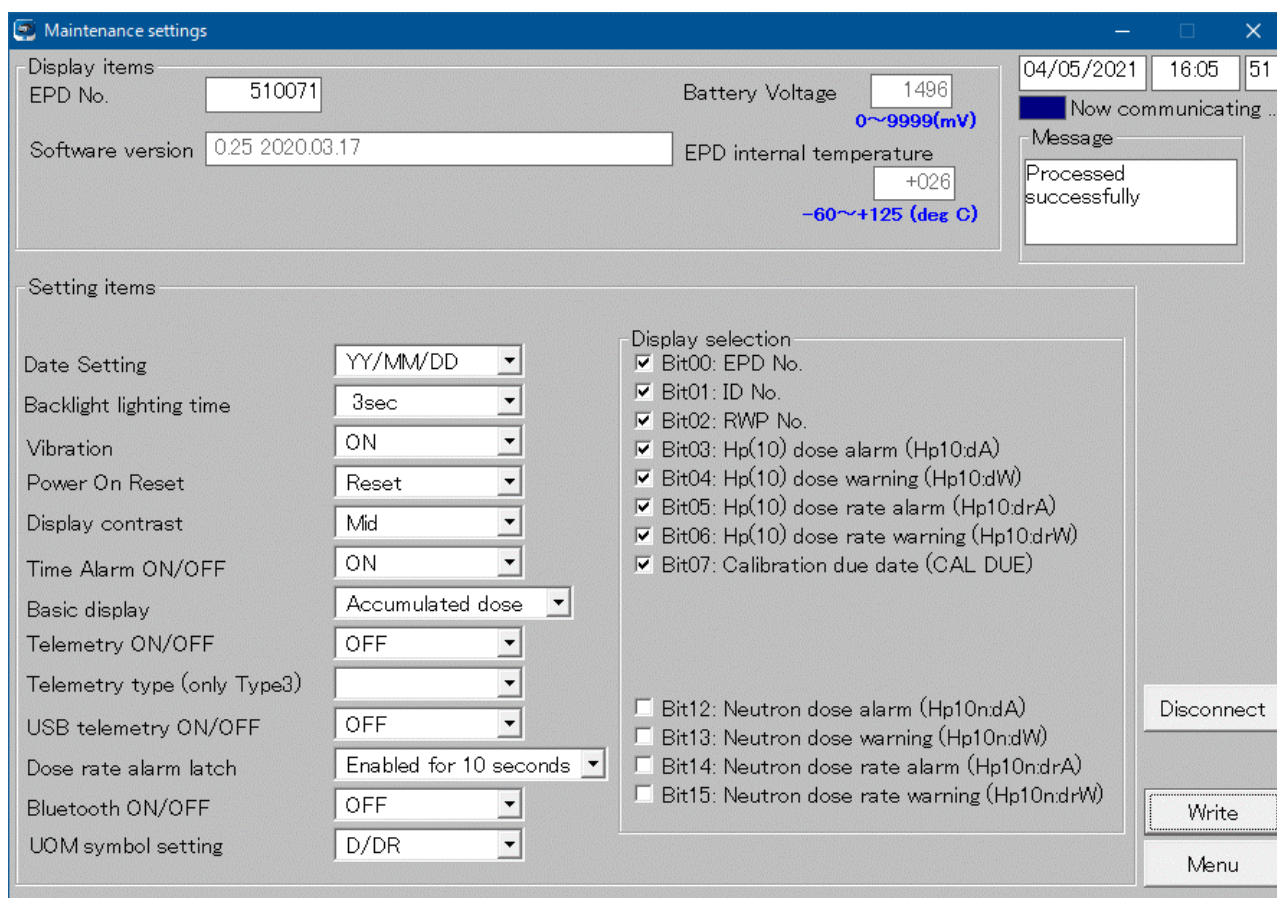 Maintenance settings
Display items
EPD No. 510071
Battery Voltage 1496
0～9999(mV)
Software version 0.25 2020.03.17
EPD internal temperature
+026
-60～+125 (deg C)
04/05/2021 16:05 51
Now communicating ..
Message
Processed
successfully
Setting items
Date Setting YY/MM/DD
Backlight lighting time 3sec
Vibration ON
Power On Reset Reset
Display contrast Mid
Time Alarm ON/OFF ON
Basic display Accumulated dose
Telemetry ON/OFF OFF
Telemetry type (only Type3)
USB telemetry ON/OFF OFF
Dose rate alarm latch Enabled for 10 seconds
Bluetooth ON/OFF OFF
UOM symbol setting D/DR
Display selection
Bit00: EPD No.
Bit01: ID No.
Bit02: RWP No.
Bit03: Hp(10) dose alarm (Hp10:dA)
Bit04: Hp(10) dose warning (Hp10:dW)
Bit05: Hp(10) dose rate alarm (Hp10:drA)
Bit06: Hp(10) dose rate warning (Hp10:drW)
Bit07: Calibration due date (CAL DUE)
Bit12: Neutron dose alarm (Hp10n:dA)
Bit13: Neutron dose warning (Hp10n:dW)
Bit14: Neutron dose rate alarm (Hp10n:drA)
Bit15: Neutron dose rate warning (Hp10n:drW)
Disconnect
Write
Menu